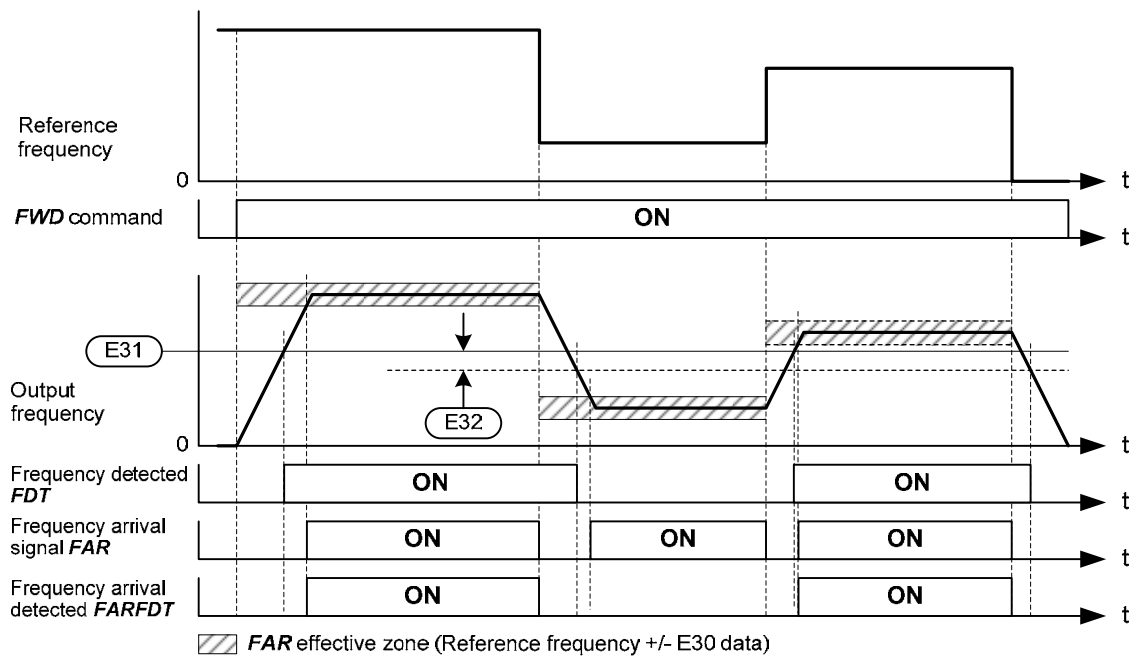 Reference
frequency
0
t
FWD command
ON
t
E31
Output
frequency
E32
0
t
Frequency detected
FDT
ON
ON
t
Frequency arrival
signal FAR
ON
ON
ON
t
Frequency arrival
detected FARFDT
ON
ON
t
FAR effective zone (Reference frequency +/- E30 data)